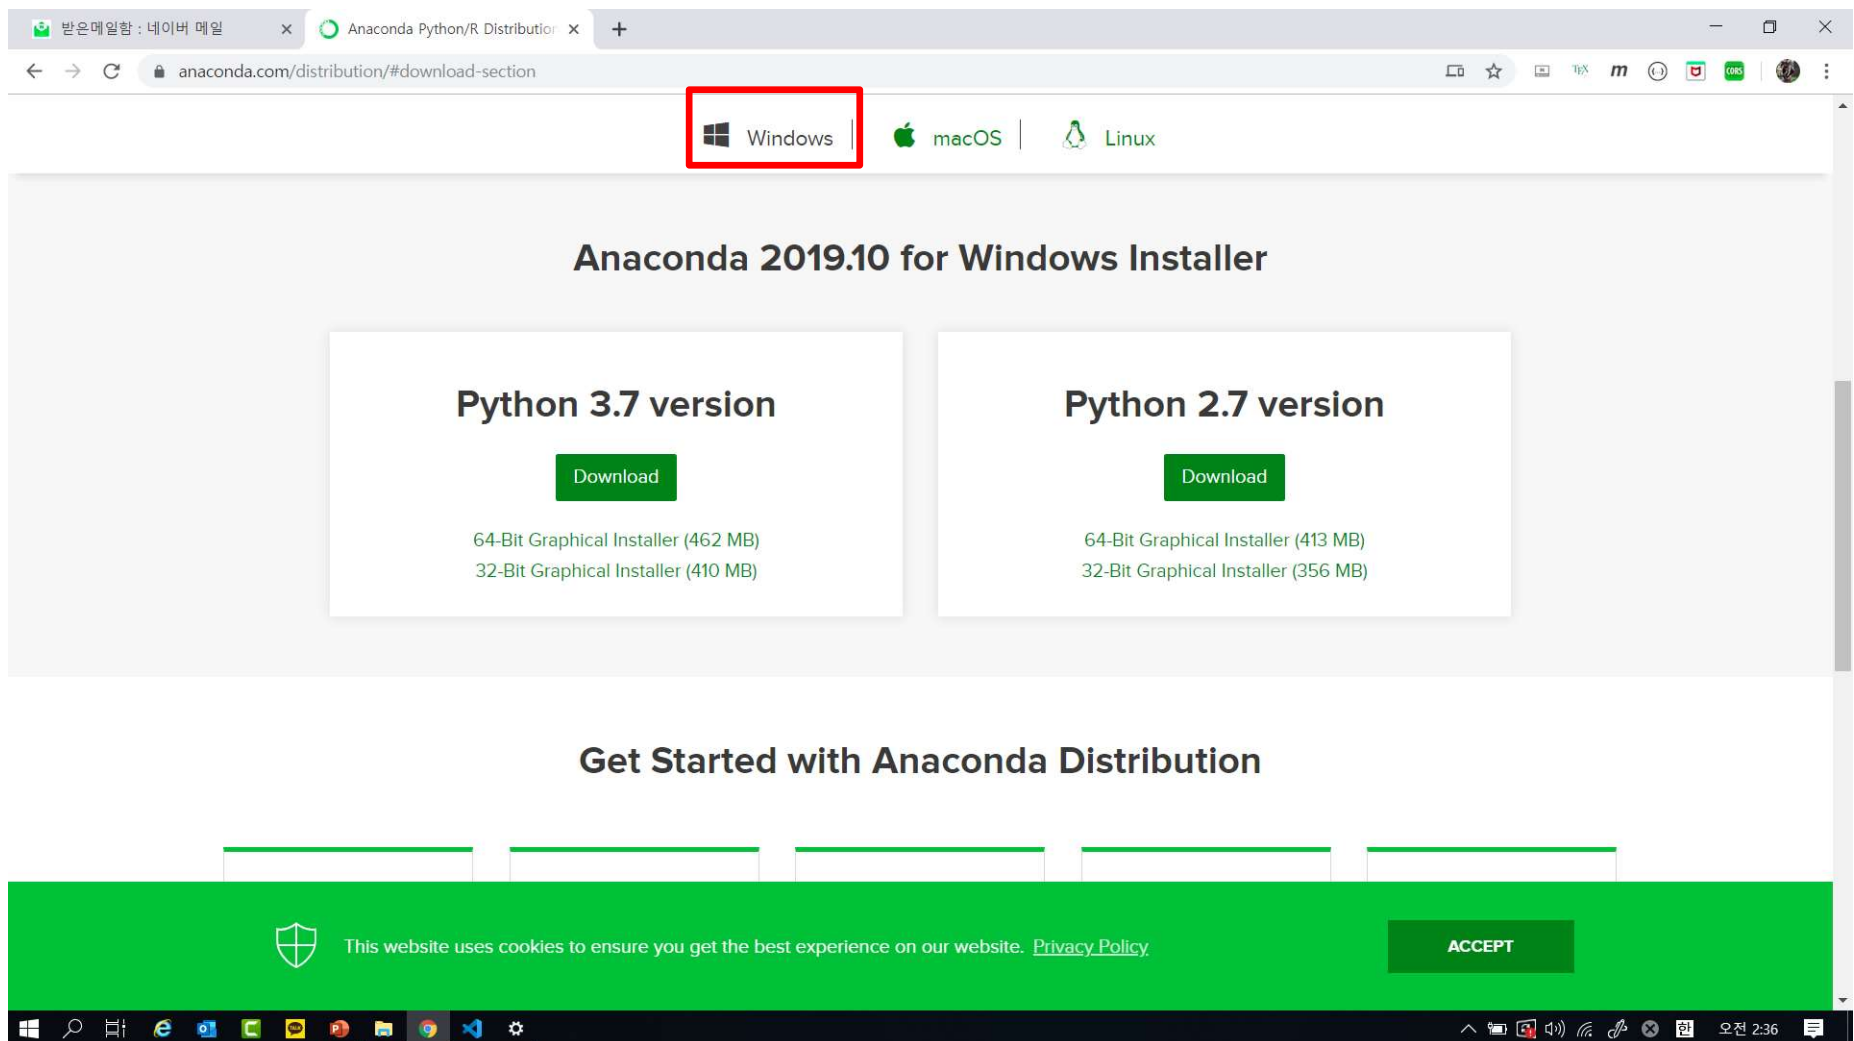 받은메일함 : 네이버 메일
Anaconda Python/R Distribution
anaconda.com/distribution/#download-section
TEX m CORS
Windows
macOS
Linux
Anaconda 2019.10 for Windows Installer
Python 3.7 version
Download
64-Bit Graphical Installer (462 MB)
32-Bit Graphical Installer (410 MB)
Python 2.7 version
Download
64-Bit Graphical Installer (413 MB)
32-Bit Graphical Installer (356 MB)
Get Started with Anaconda Distribution
This website uses cookies to ensure you get the best experience on our website. Privacy Policy
ACCEPT
한 오전 2:36